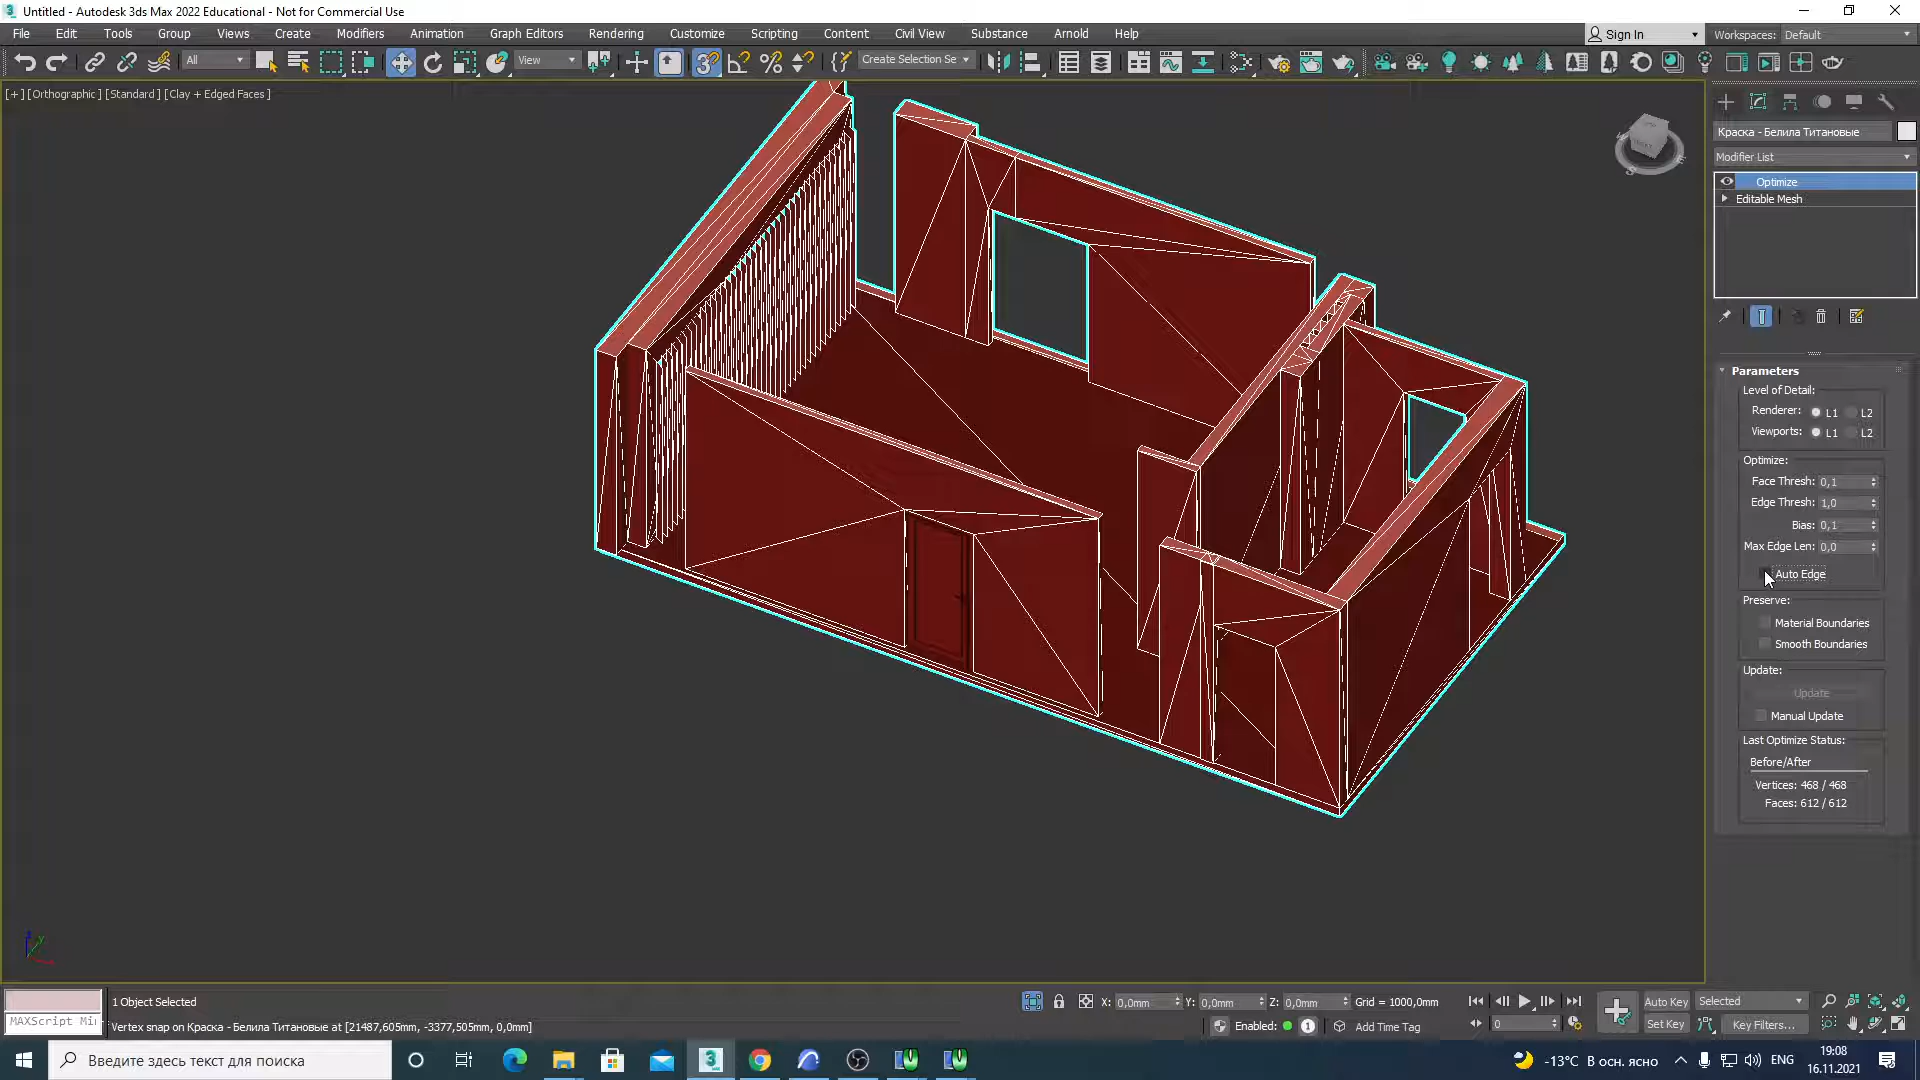 Untitled - Autodesk 3ds Max 2022 Educational - Not for Commercial Use
File Edit Tools Group Views Create Modifiers Animation Graph Editors Rendering Customize Scripting Content Civil View Substance Arnold Help
Sign In
Workspaces: Default
All
View
Create Selection Se
[+] [Orthographic] [Standard] [Clay + Edged Faces]
Краска - Белила Титановые
Modifier List
Optimize
Editable Mesh
Parameters
Level of Detail:
Renderer: L1 L2
Viewports: L1 L2
Optimize:
Face Thresh: 0,1
Edge Thresh: 1,0
Bias: 0,1
Max Edge Len: 0,0
Auto Edge
Preserve:
Material Boundaries
Smooth Boundaries
Update:
Update
Manual Update
Last Optimize Status:
Before/After
Vertices: 468 / 468
Faces: 612 / 612
1 Object Selected
X: 0,0mm Y: 0,0mm Z: 0,0mm Grid = 1000,0mm
Auto Key Selected
MAXScript Mi
Vertex snap on Краска - Белила Титановые at [21487,605mm, -3377,505mm, 0,0mm]
Enabled: 1 Add Time Tag
0
Set Key Key Filters...
Введите здесь текст для поиска
-13°C В осн. ясно
ENG
19:08
16.11.2021